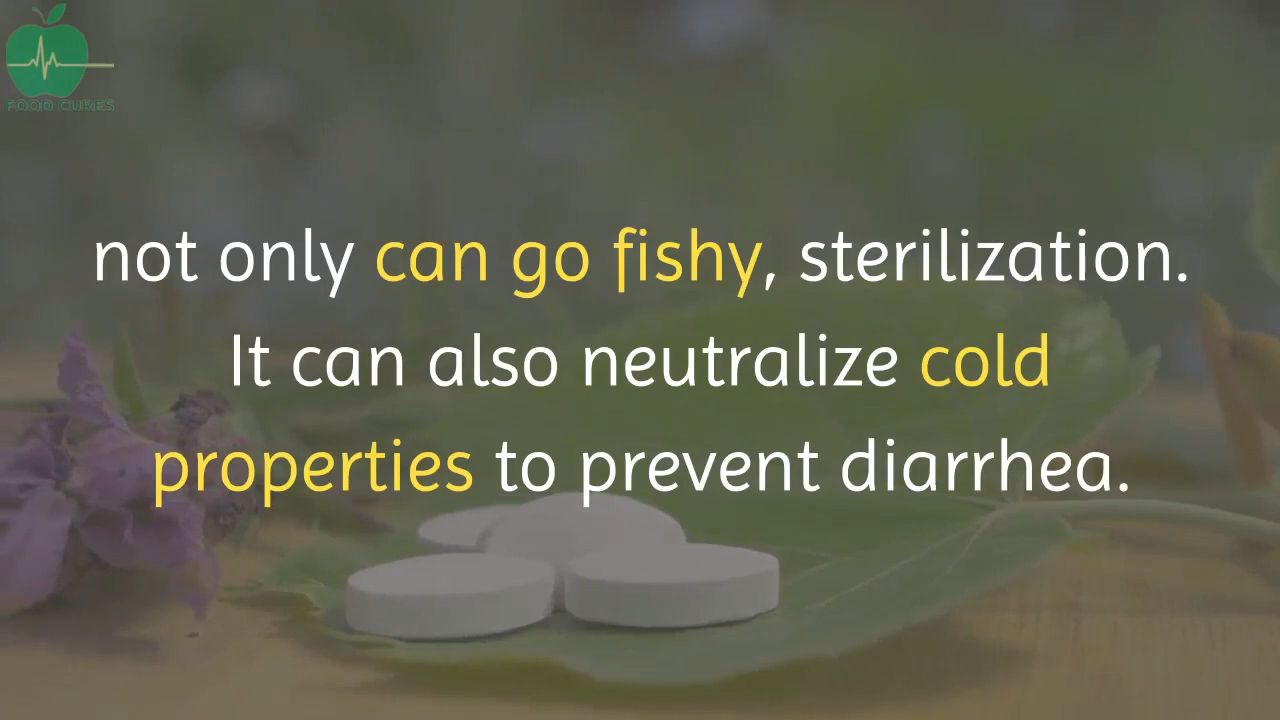 FOOD CURES
not only can go fishy, sterilization.
It can also neutralize cold
properties to prevent diarrhea.